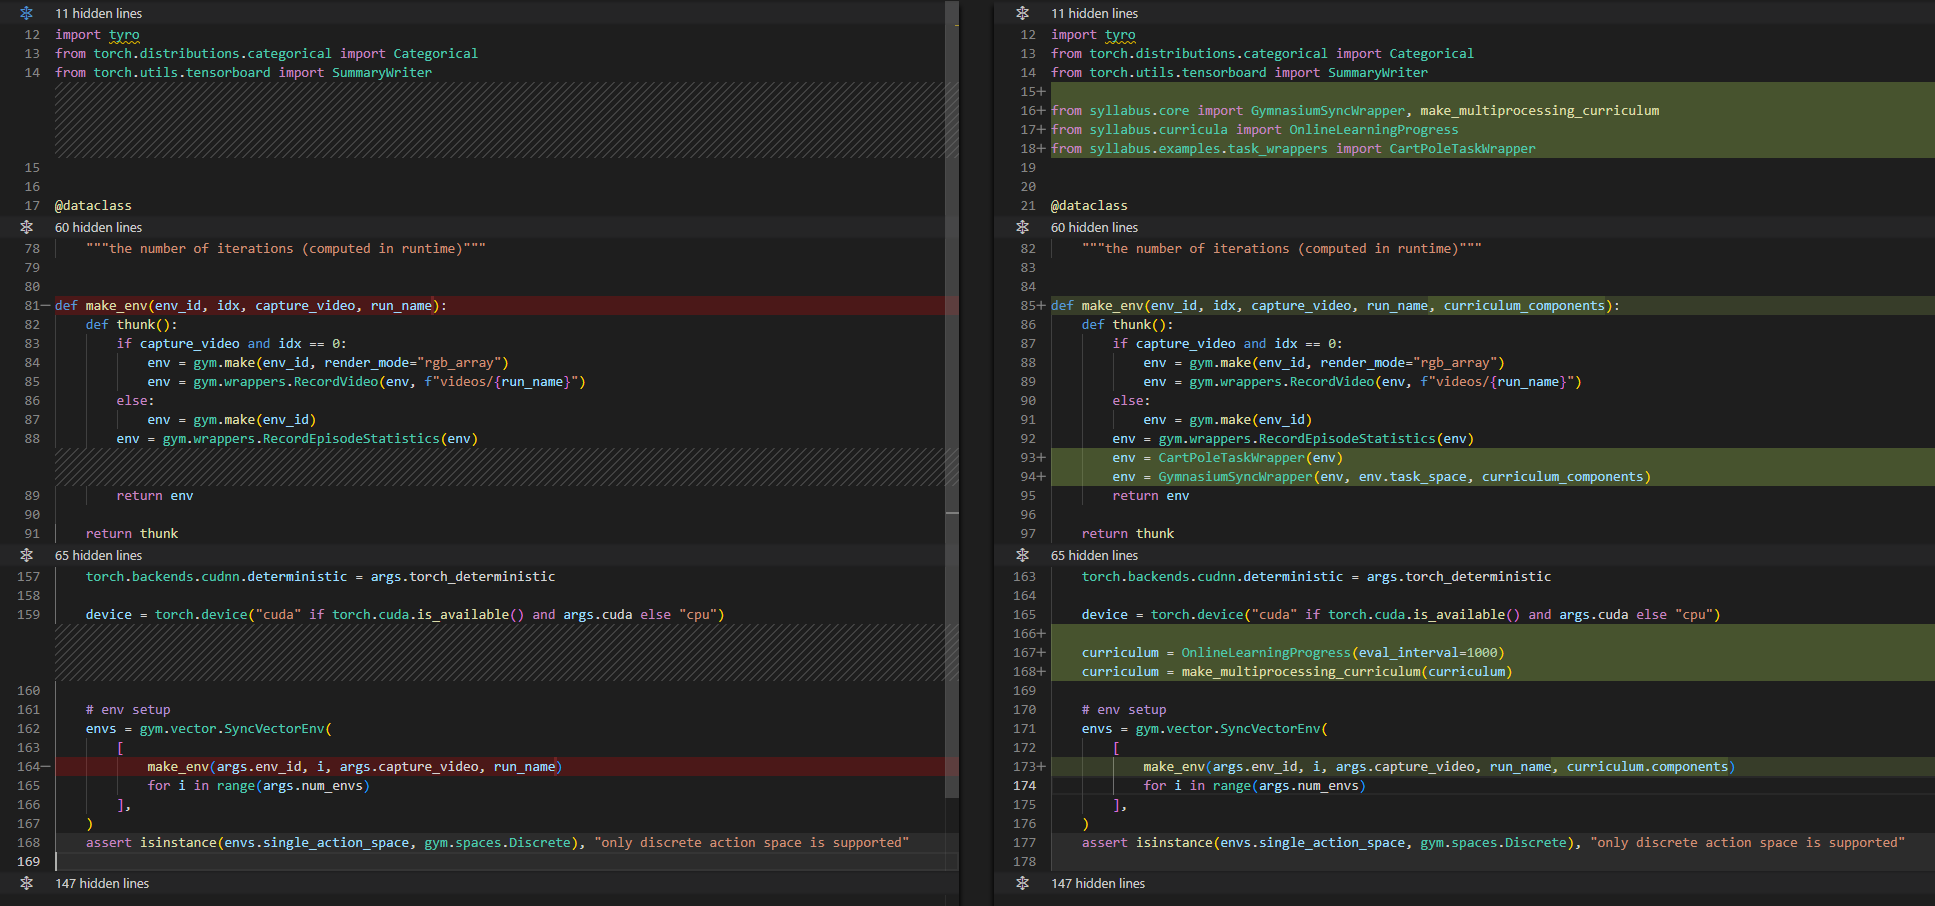 11 hidden lines
12 import tyro
13 from torch.distributions.categorical import Categorical
14 from torch.utils.tensorboard import SummaryWriter
15
16
17 @dataclass
60 hidden lines
78     """the number of iterations (computed in runtime)"""
79
80
81— def make_env(env_id, idx, capture_video, run_name):
82     def thunk():
83         if capture_video and idx == 0:
84             env = gym.make(env_id, render_mode="rgb_array")
85             env = gym.wrappers.RecordVideo(env, f"videos/{run_name}")
86         else:
87             env = gym.make(env_id)
88         env = gym.wrappers.RecordEpisodeStatistics(env)
89         return env
90
91     return thunk
65 hidden lines
157     torch.backends.cudnn.deterministic = args.torch_deterministic
158
159     device = torch.device("cuda" if torch.cuda.is_available() and args.cuda else "cpu")
160
161     # env setup
162     envs = gym.vector.SyncVectorEnv(
163         [
164—             make_env(args.env_id, i, args.capture_video, run_name)
165             for i in range(args.num_envs)
166         ],
167     )
168     assert isinstance(envs.single_action_space, gym.spaces.Discrete), "only discrete action space is supported"
169
147 hidden lines
11 hidden lines
12 import tyro
13 from torch.distributions.categorical import Categorical
14 from torch.utils.tensorboard import SummaryWriter
15+
16+ from syllabus.core import GymnasiumSyncWrapper, make_multiprocessing_curriculum
17+ from syllabus.curricula import OnlineLearningProgress
18+ from syllabus.examples.task_wrappers import CartPoleTaskWrapper
19
20
21 @dataclass
60 hidden lines
82     """the number of iterations (computed in runtime)"""
83
84
85+ def make_env(env_id, idx, capture_video, run_name, curriculum_components):
86     def thunk():
87         if capture_video and idx == 0:
88             env = gym.make(env_id, render_mode="rgb_array")
89             env = gym.wrappers.RecordVideo(env, f"videos/{run_name}")
90         else:
91             env = gym.make(env_id)
92         env = gym.wrappers.RecordEpisodeStatistics(env)
93+         env = CartPoleTaskWrapper(env)
94+         env = GymnasiumSyncWrapper(env, env.task_space, curriculum_components)
95         return env
96
97     return thunk
65 hidden lines
163     torch.backends.cudnn.deterministic = args.torch_deterministic
164
165     device = torch.device("cuda" if torch.cuda.is_available() and args.cuda else "cpu")
166+
167+     curriculum = OnlineLearningProgress(eval_interval=1000)
168+     curriculum = make_multiprocessing_curriculum(curriculum)
169
170     # env setup
171     envs = gym.vector.SyncVectorEnv(
172         [
173+             make_env(args.env_id, i, args.capture_video, run_name, curriculum.components)
174             for i in range(args.num_envs)
175         ],
176     )
177     assert isinstance(envs.single_action_space, gym.spaces.Discrete), "only discrete action space is supported"
178
147 hidden lines